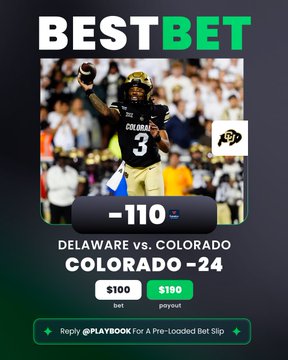 BESTBET
COLORADO
3
CU
-110
DELAWARE vs. COLORADO
COLORADO -24
$100
$190
bet
payout
Reply @PLAYBOOK For A Pre-Loaded Bet Slip